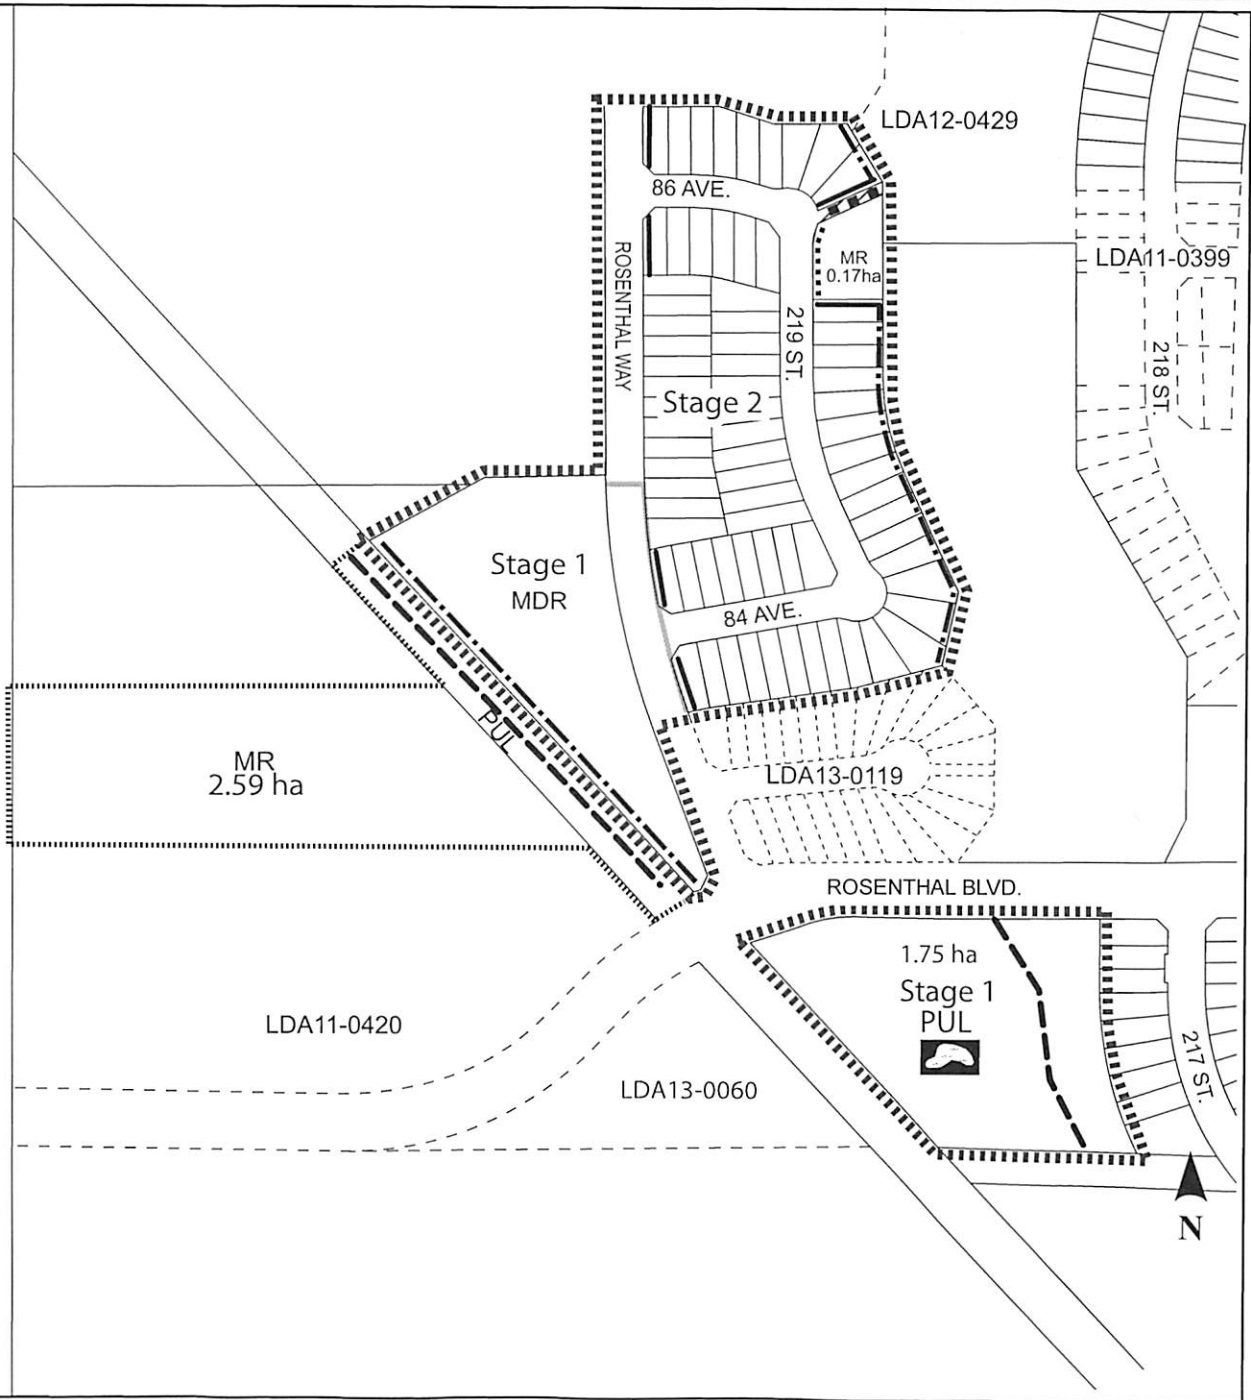 LDA12-0429
86 AVE.
ROSENTHAL WAY
MR
0.17ha
LDA11-0399
219 ST.
218 ST.
Stage 2
Stage 1
MDR
84 AVE.
PUL
MR
2.59 ha
LDA13-0119
ROSENTHAL BLVD.
1.75 ha
Stage 1
PUL
LDA11-0420
217 ST.
LDA13-0060
N